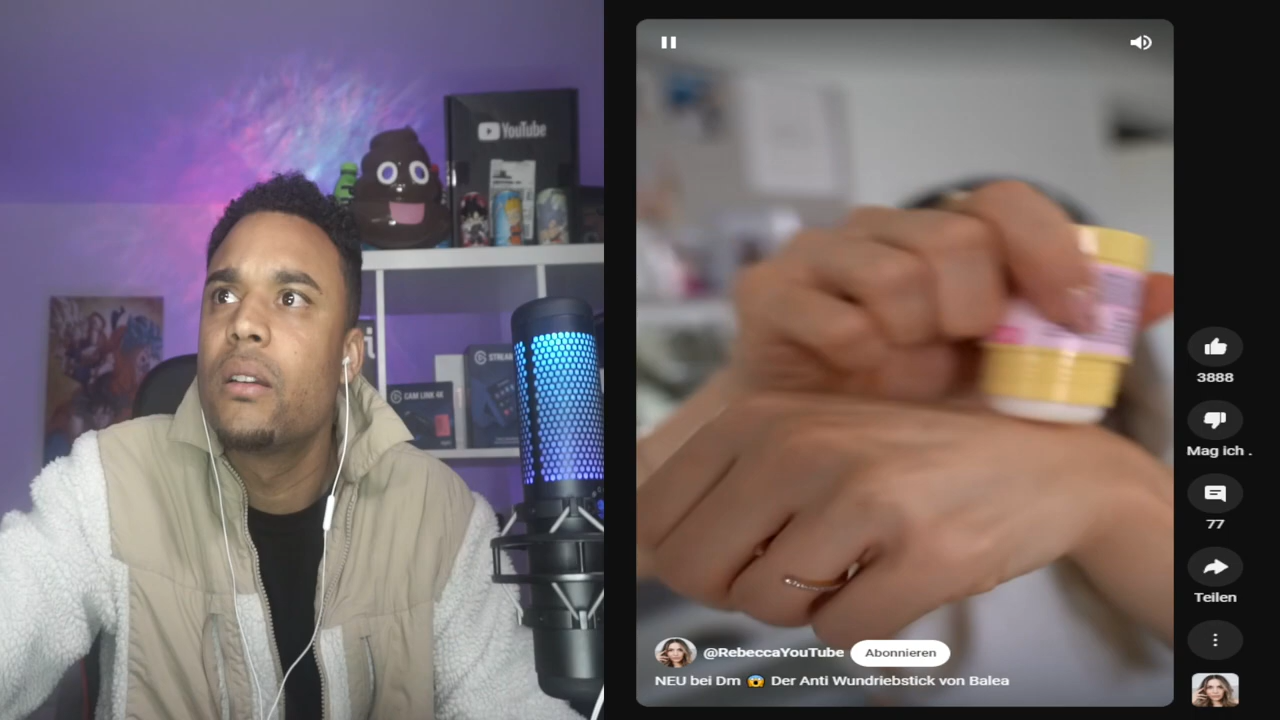 YouTube
CAM LINK 4K
STREAM
3888
Mag ich .
77
Teilen
@RebeccaYouTube
Abonnieren
NEU bei Dm 😱 Der Anti Wundriebstick von Balea